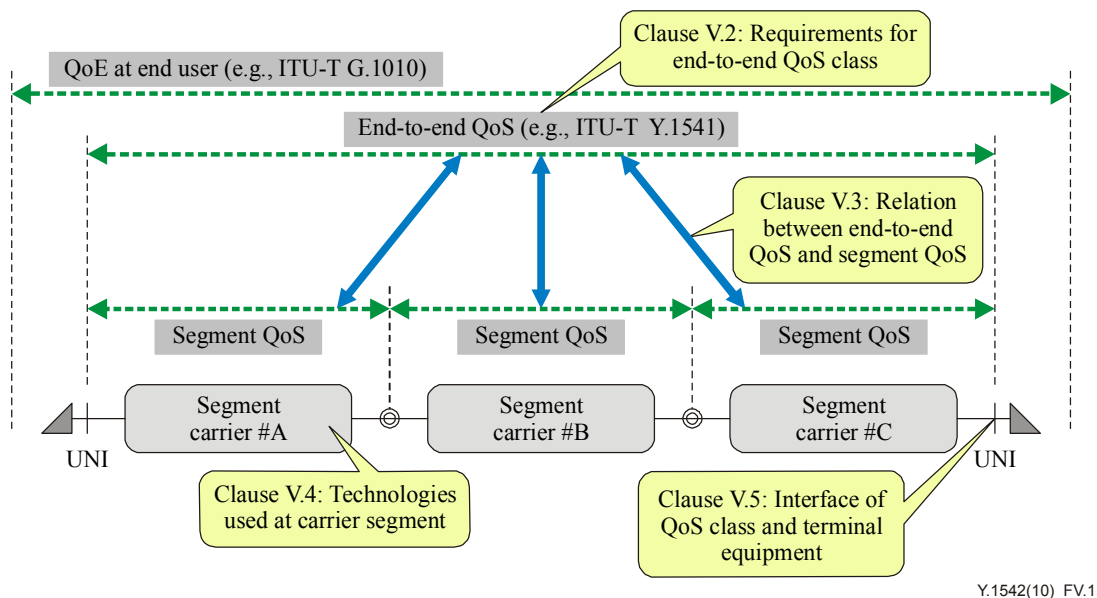 Clause V.2: Requirements for
end-to-end QoS class
QoE at end user (e.g., ITU-T G.1010)
End-to-end QoS (e.g., ITU-T Y.1541)
Clause V.3: Relation
between end-to-end
QoS and segment QoS
Segment QoS
Segment QoS
Segment QoS
Segment
carrier #A
Segment
carrier #B
Segment
carrier #C
UNI
UNI
Clause V.4: Technologies
used at carrier segment
Clause V.5: Interface of
QoS class and terminal
equipment
Y.1542(10)_FV.1